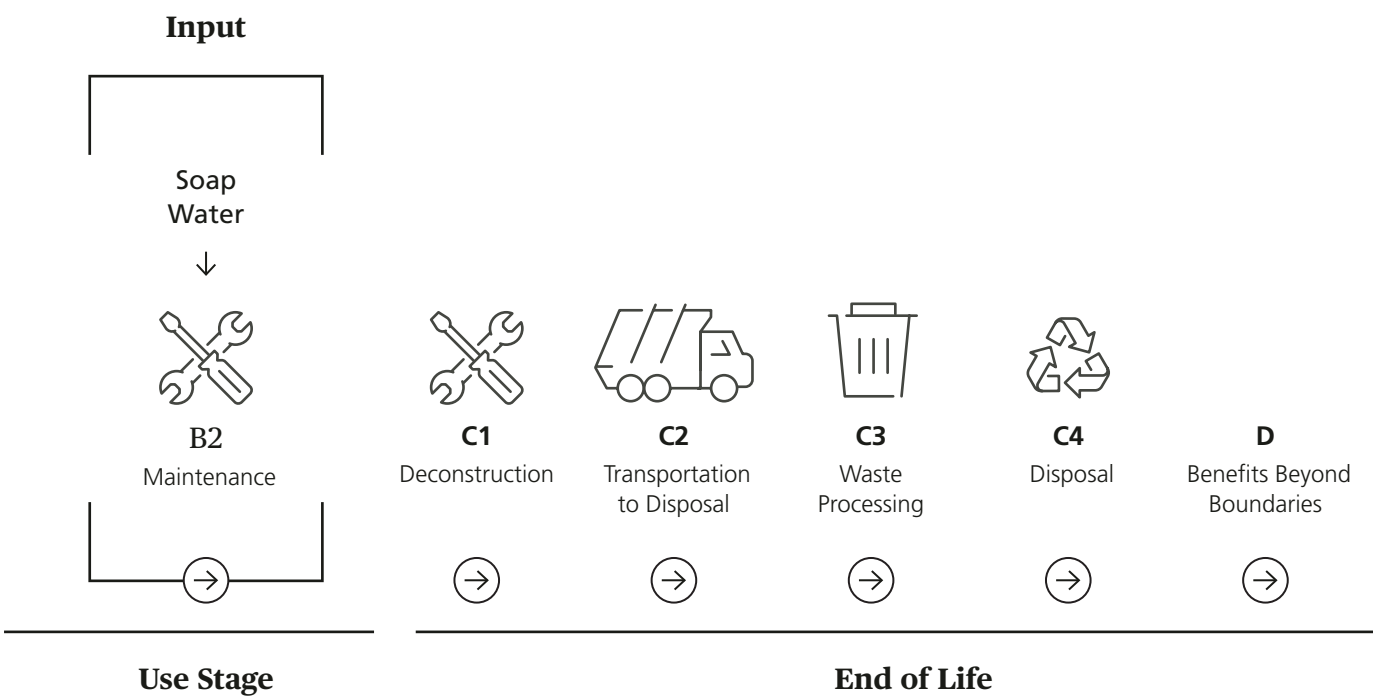 Input
Soap
Water
B2
Maintenance
C1
Deconstruction
C2
Transportation
to Disposal
C3
Waste
Processing
C4
Disposal
D
Benefits Beyond
Boundaries
Use Stage
End of Life